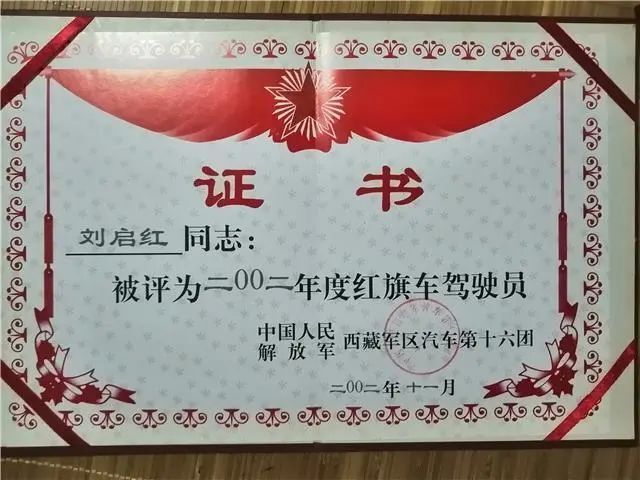 证书
刘启红同志：
被评为二00二年度红旗车驾驶员
中国人民
解放军 西藏军区汽车第十六团
二00二年十一月